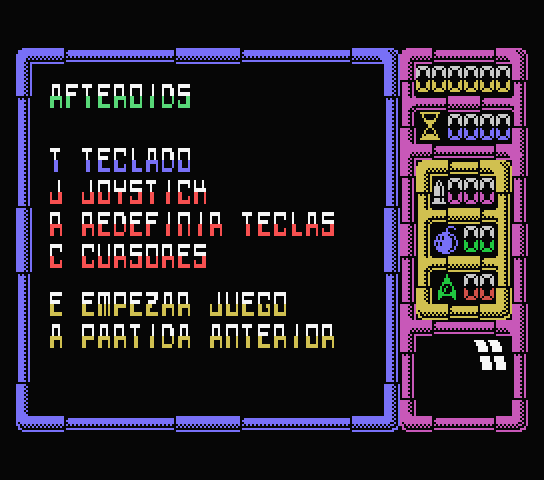 AFTEROIDS
T TECLADO
J JOYSTICK
R REDEFINIR TECLAS
C CURSORES
E EMPEZAR JUEGO
A PARTIDA ANTERIOR
000000
0000
000
00
00